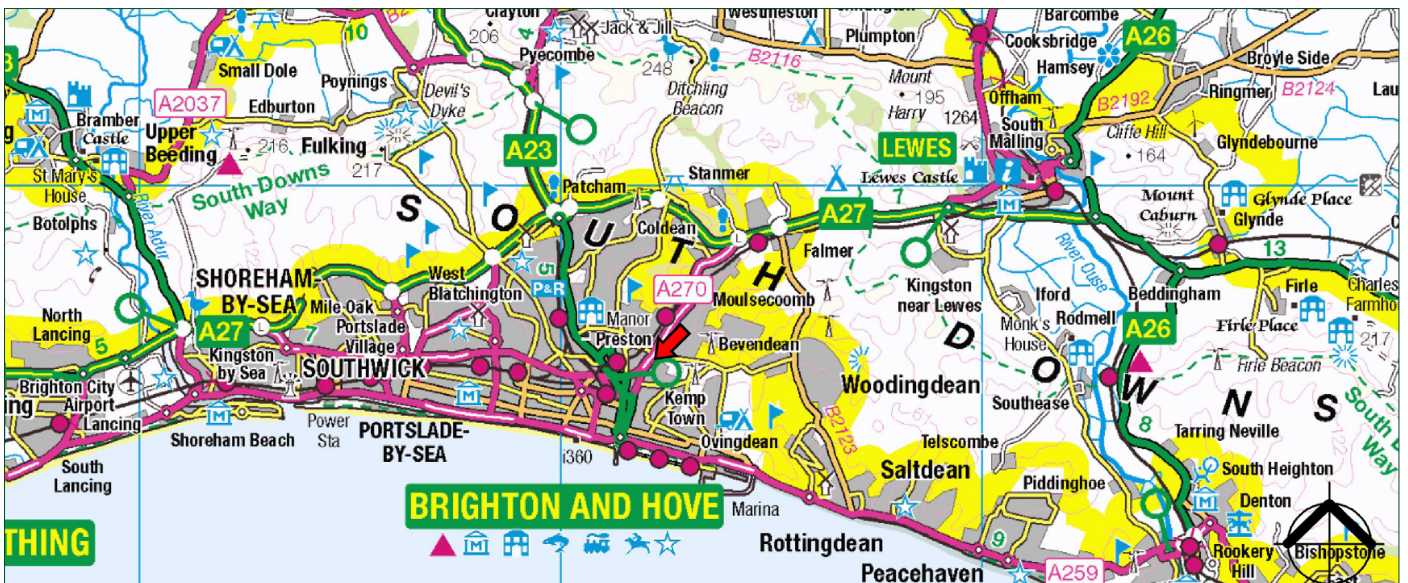 Clayton
Jack & Jill
Westmeston
Plumpton
Barcombe
Cooksbridge
Hamsey
A26
Broyle Side
10
206
4
Pyecombe
248
B2116
Small Dole
Poynings
Devil's
Dyke
Ditchling
Beacon
Mount
Harry
195
1264
Offham
B2192
Ringmer
B2124
A2037
Edburton
Bramber
Castle
Upper
Beeding
216
Fulking
217
A23
LEWES
South
Malling
Cliffe Hill
164
Glyndebourne
St Mary's
House
South Downs
Way
Patcham
Stanmer
Lewes Castle
7
Mount
Caburn
Glynde Place
Glynde
Botolphs
River Adur
Coldean
A27
Falmer
13
SHOREHAM-
BY-SEA
Mile Oak
West
Blatchington
5
P&R
A270
Moulsecoomb
Kingston
near Lewes
River Ouse
Iford
Rodmell
Monk's
House
Beddingham
Firle
Charleston
Farmhouse
North
Lancing
5
A27
7
Portslade
Village
Manor
Preston
Bevendean
A26
Firle Place
217
Firle Beacon
Brighton City
Airport
Lancing
Kingston
by Sea
SOUTHWICK
Woodingdean
SOUTH DOWNS
Southease
Kemp
Town
Ovingdean
B2123
Telscombe
8
Tarring Neville
Shoreham Beach
Power
Sta
PORTSLADE-
BY-SEA
i360
Saltdean
Piddinghoe
South Heighton
Denton
South
Lancing
BRIGHTON AND HOVE
Marina
Rottingdean
9
THING
Peacehaven
A259
Rookery
Hill
Bishopstone